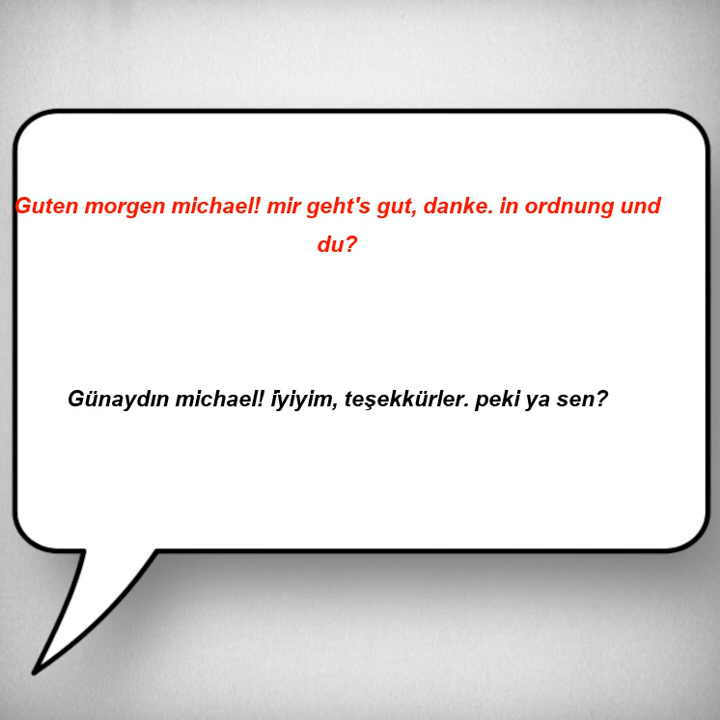 Guten morgen michael! mir geht's gut, danke. in ordnung und
du?
Günaydın michael! i̇yiyim, teşekkürler. peki ya sen?